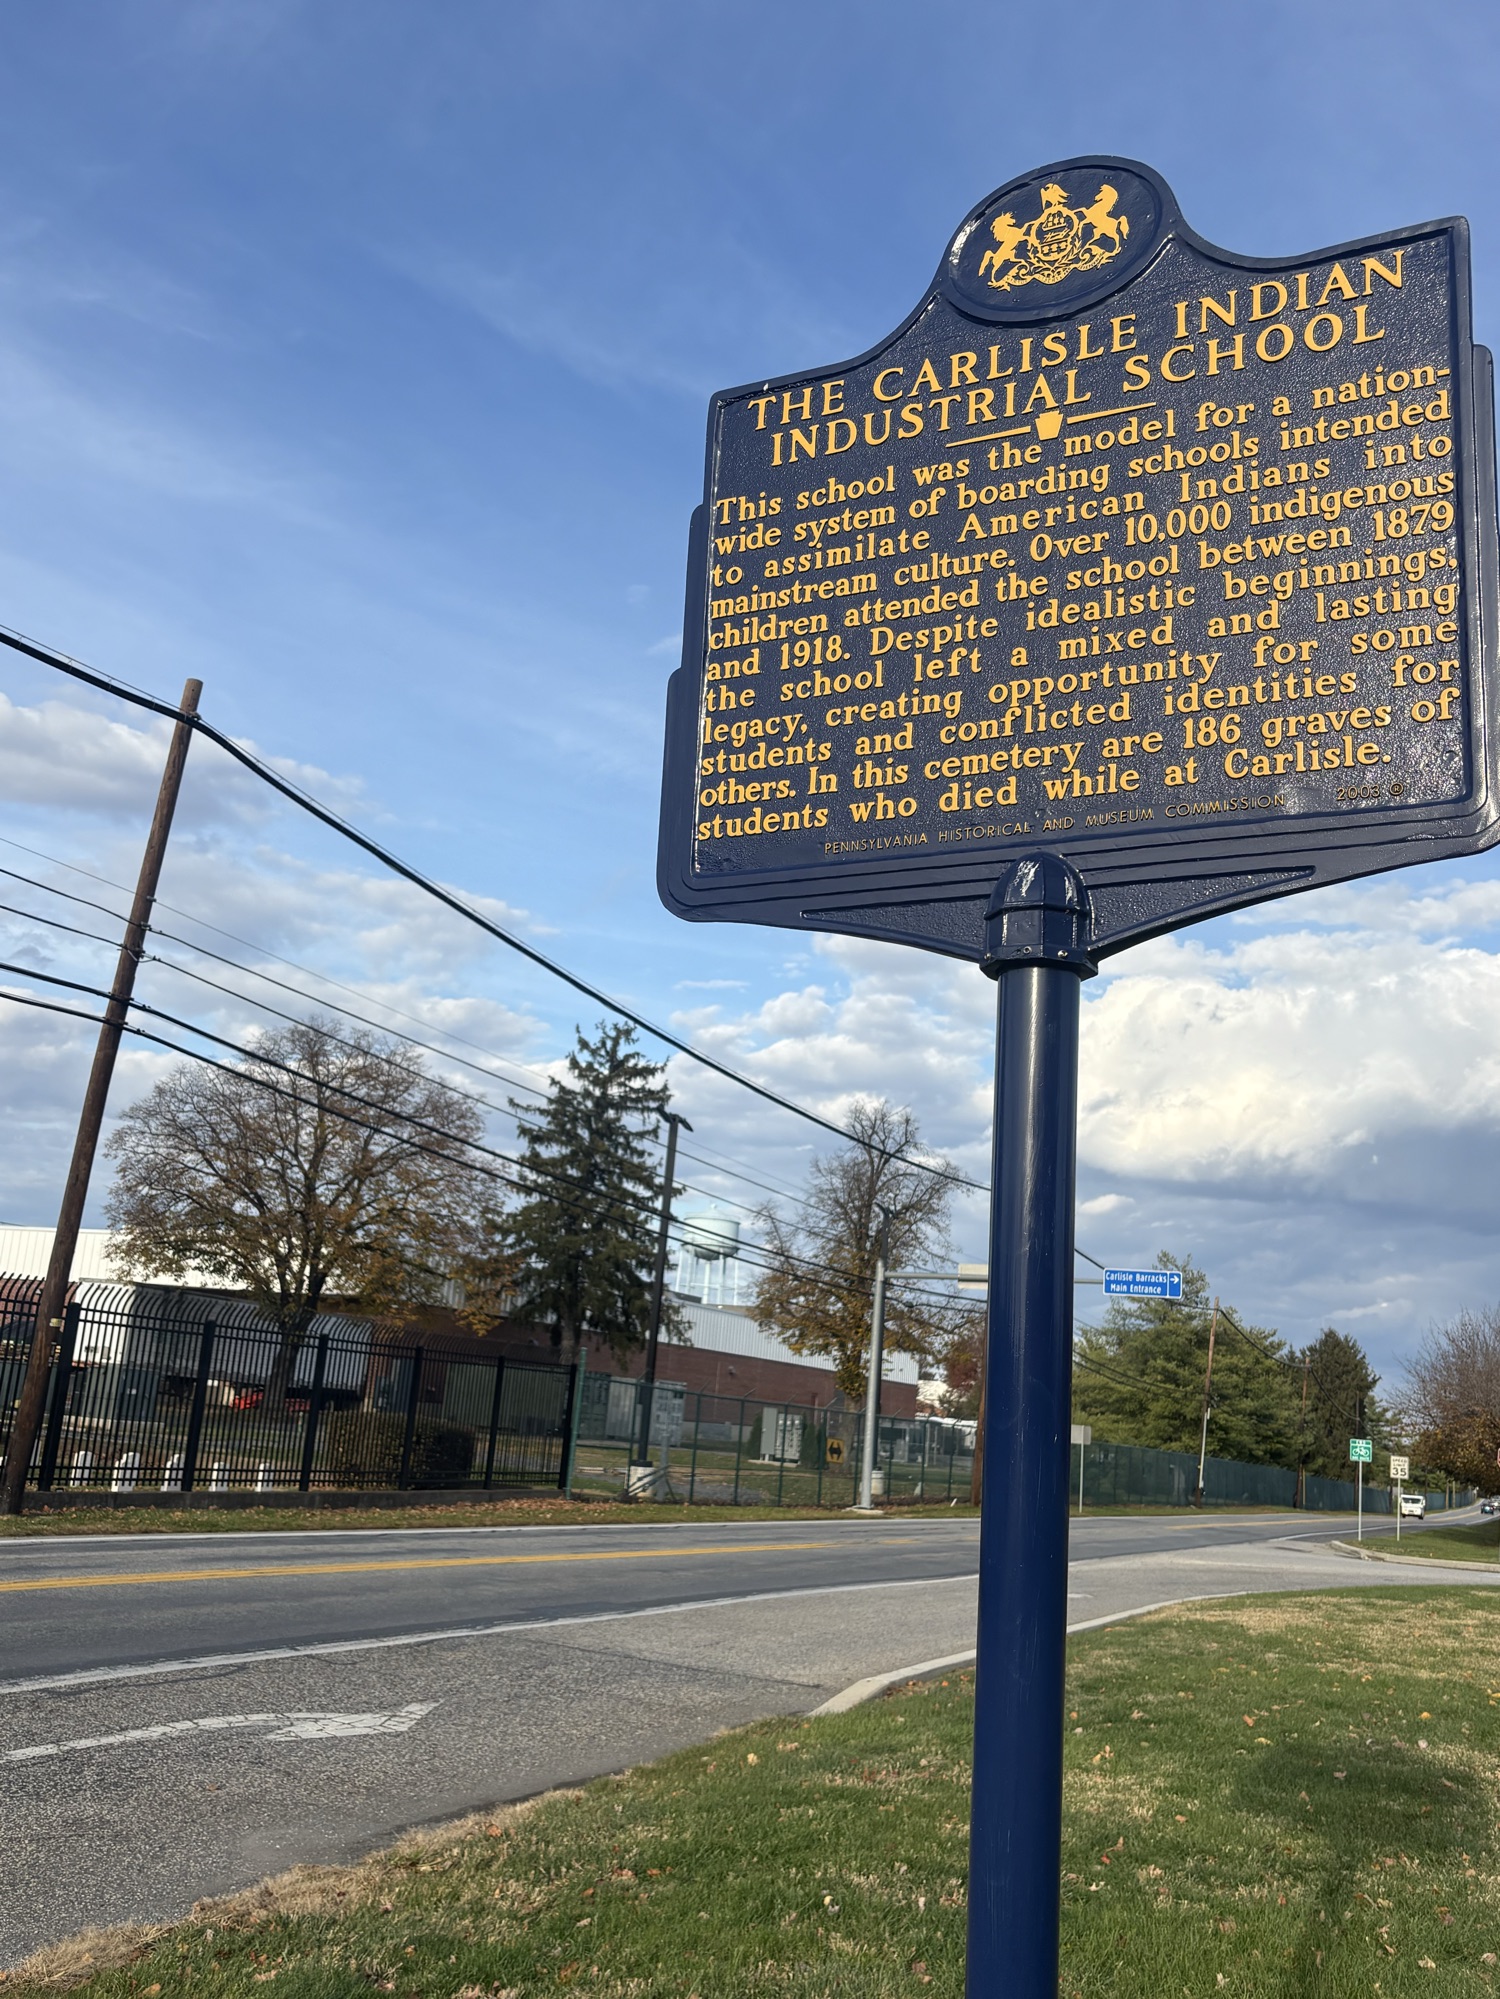 THE CARLISLE INDIAN
INDUSTRIAL SCHOOL
This school was the model for a nation-
wide system of boarding schools intended
to assimilate American Indians into
mainstream culture. Over 10,000 indigenous
children attended the school between 1879
and 1918. Despite idealistic beginnings,
the school left a mixed and lasting
legacy, creating opportunity for some
students and conflicted identities for
others. In this cemetery are 186 graves of
students who died while at Carlisle.
PENNSYLVANIA HISTORICAL AND MUSEUM COMMISSION 2003 ®
Carlisle Barracks
Main Entrance
SPEED
LIMIT
35